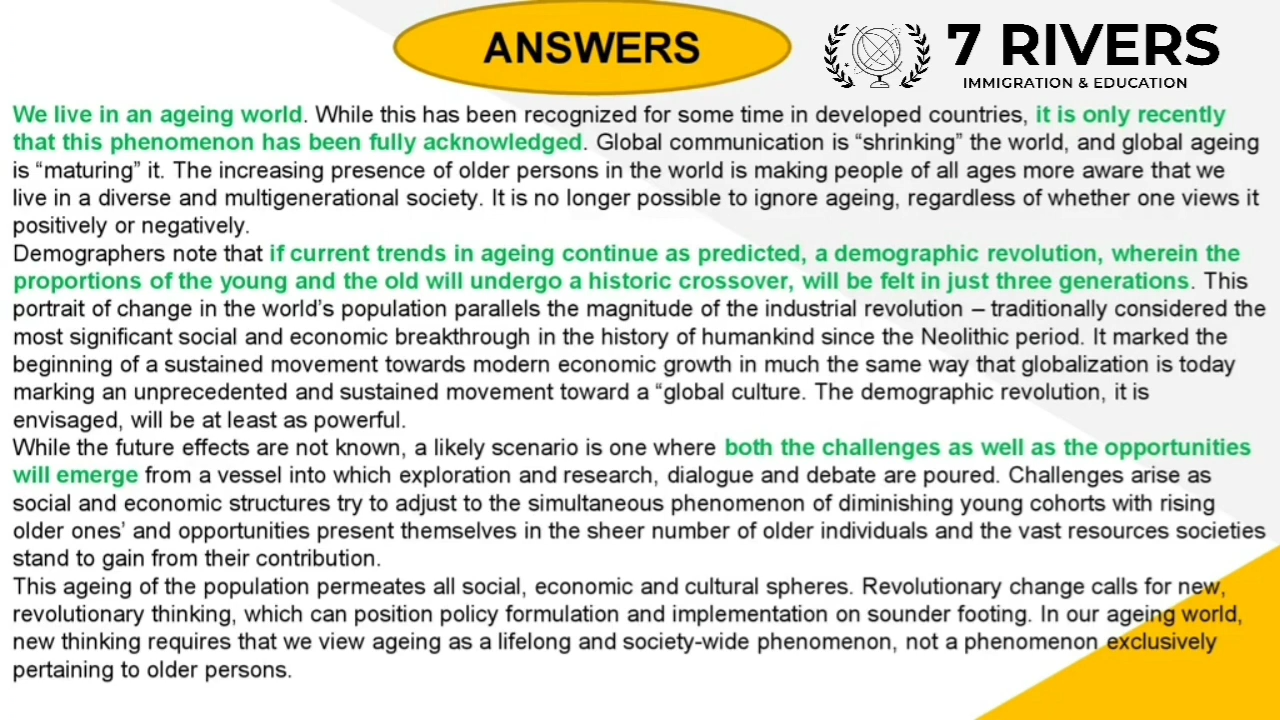 ANSWERS
7 RIVERS
IMMIGRATION & EDUCATION
We live in an ageing world. While this has been recognized for some time in developed countries, it is only recently
that this phenomenon has been fully acknowledged. Global communication is “shrinking” the world, and global ageing
is “maturing” it. The increasing presence of older persons in the world is making people of all ages more aware that we
live in a diverse and multigenerational society. It is no longer possible to ignore ageing, regardless of whether one views it
positively or negatively.
Demographers note that if current trends in ageing continue as predicted, a demographic revolution, wherein the
proportions of the young and the old will undergo a historic crossover, will be felt in just three generations. This
portrait of change in the world’s population parallels the magnitude of the industrial revolution – traditionally considered the
most significant social and economic breakthrough in the history of humankind since the Neolithic period. It marked the
beginning of a sustained movement towards modern economic growth in much the same way that globalization is today
marking an unprecedented and sustained movement toward a “global culture. The demographic revolution, it is
envisaged, will be at least as powerful.
While the future effects are not known, a likely scenario is one where both the challenges as well as the opportunities
will emerge from a vessel into which exploration and research, dialogue and debate are poured. Challenges arise as
social and economic structures try to adjust to the simultaneous phenomenon of diminishing young cohorts with rising
older ones’ and opportunities present themselves in the sheer number of older individuals and the vast resources societies
stand to gain from their contribution.
This ageing of the population permeates all social, economic and cultural spheres. Revolutionary change calls for new,
revolutionary thinking, which can position policy formulation and implementation on sounder footing. In our ageing world,
new thinking requires that we view ageing as a lifelong and society-wide phenomenon, not a phenomenon exclusively
pertaining to older persons.